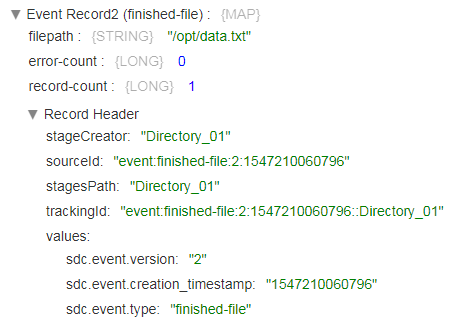 Event Record2 (finished-file) : {MAP}
filepath : {STRING} "/opt/data.txt"
error-count : {LONG} 0
record-count : {LONG} 1
Record Header
stageCreator: "Directory_01"
sourceId: "event:finished-file:2:1547210060796"
stagesPath: "Directory_01"
trackingId: "event:finished-file:2:1547210060796::Directory_01"
values:
sdc.event.version: "2"
sdc.event.creation_timestamp: "1547210060796"
sdc.event.type: "finished-file"